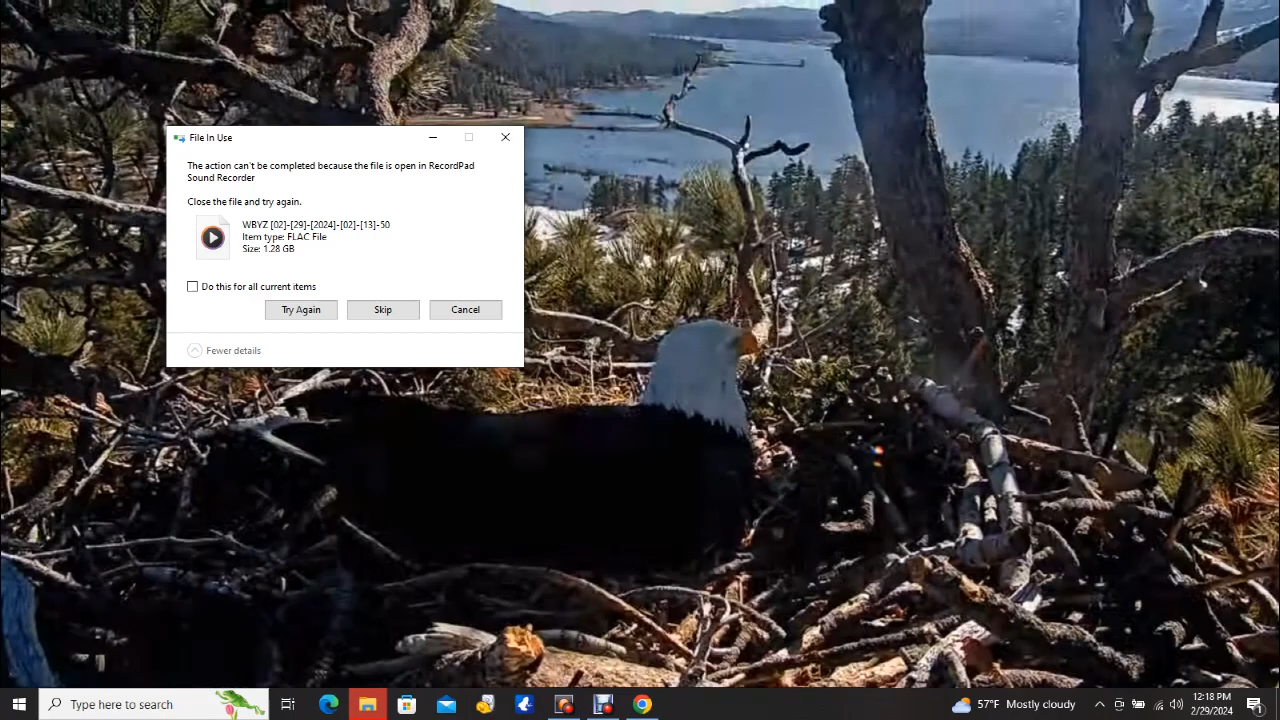 File In Use
The action can't be completed because the file is open in RecordPad
Sound Recorder
Close the file and try again.
WBYZ [02]-[29]-[2024]-[02]-[13]-50
Item type: FLAC File
Size: 1.28 GB
Do this for all current items
Try Again
Skip
Cancel
Fewer details
Type here to search
57°F Mostly cloudy
12:18 PM
2/29/2024
1